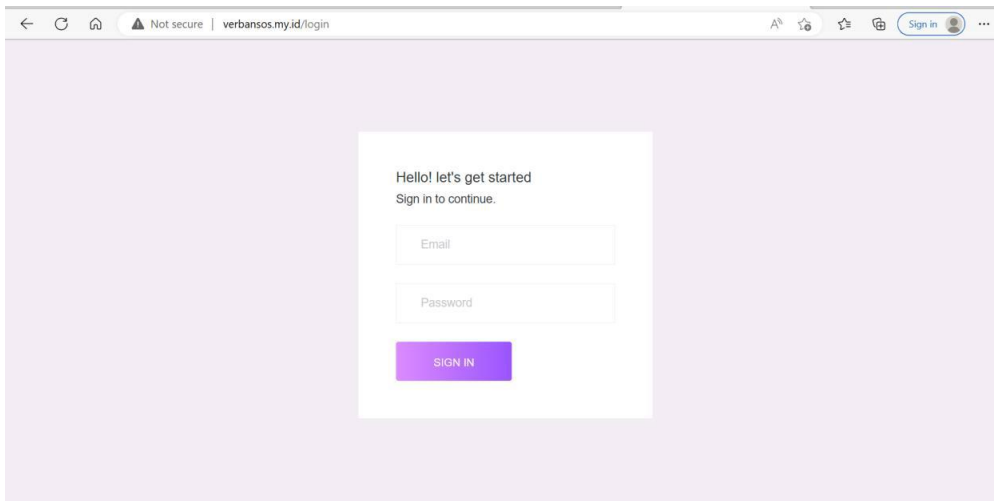 Not secure | verbansos.my.id/login
Sign in
Hello! let's get started
Sign in to continue.
Email
Password
SIGN IN